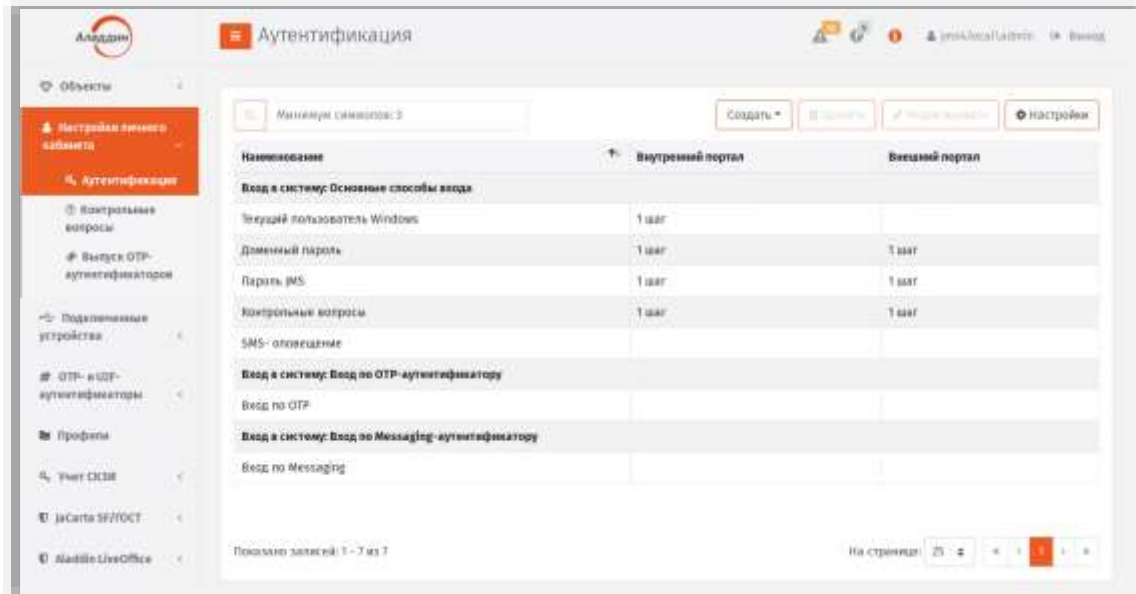 Аладдин
Аутентификация
Выход
Объекты
Настройки личного
кабинета
Аутентификация
Контрольные
вопросы
Выпуск OTP-
аутентификаторов
Подключенные
устройства
OTP- и U2F-
аутентификаторы
Профили
Учет СКЗИ
JaCarta SF/ГОСТ
Aladdin LiveOffice
Минимум символов: 3
Создать
Настройки
Наименование
Внутренний портал
Внешний портал
Вход в систему: Основные способы входа
Текущий пользователь Windows
1 шаг
Доменный пароль
1 шаг
1 шаг
Пароль JMS
1 шаг
1 шаг
Контрольные вопросы
1 шаг
1 шаг
SMS- оповещение
Вход в систему: Вход по OTP-аутентификатору
Вход по OTP
Вход в систему: Вход по Messaging-аутентификатору
Вход по Messaging
Показано записей: 1 - 7 из 7
На странице: 25
« ‹ 1 › »